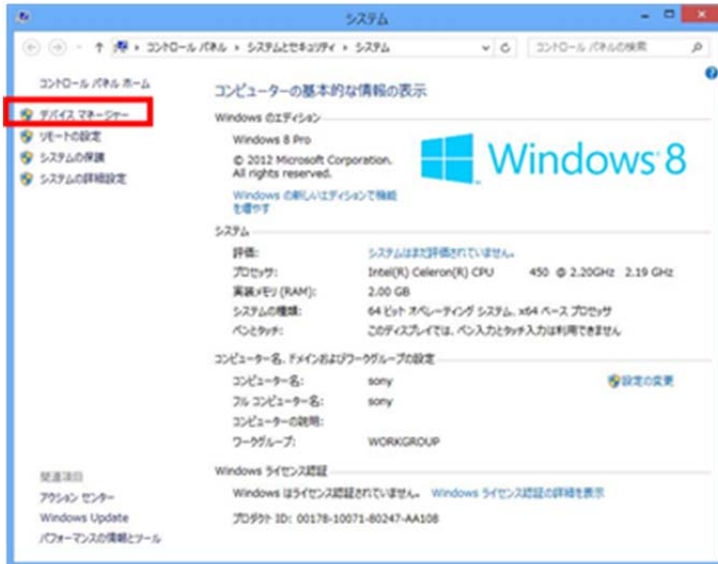 システム
コントロール パネル システムとセキュリティ システム
コントロール パネルの検索
コントロール パネル ホーム
デバイス マネージャー
リモートの設定
システムの保護
システムの詳細設定
コンピューターの基本的な情報の表示
Windows のエディション
Windows 8 Pro
© 2012 Microsoft Corporation.
All rights reserved.
Windows の新しいエディションで機能
を増やす
Windows 8
システム
評価: システムはまだ評価されていません。
プロセッサ: Intel(R) Celeron(R) CPU 450 @ 2.20GHz 2.19 GHz
実装メモリ (RAM): 2.00 GB
システムの種類: 64 ビット オペレーティング システム、x64 ベース プロセッサ
ペンとタッチ: このディスプレイでは、ペン入力とタッチ入力は利用できません
コンピューター名、ドメインおよびワークグループの設定
コンピューター名: sony
設定の変更
フル コンピューター名: sony
コンピューターの説明:
ワークグループ: WORKGROUP
Windows ライセンス認証
Windows はライセンス認証されていません。 Windows ライセンス認証の詳細を表示
プロダクト ID: 00178-10071-80247-AA108
関連項目
アクション センター
Windows Update
パフォーマンスの情報とツール